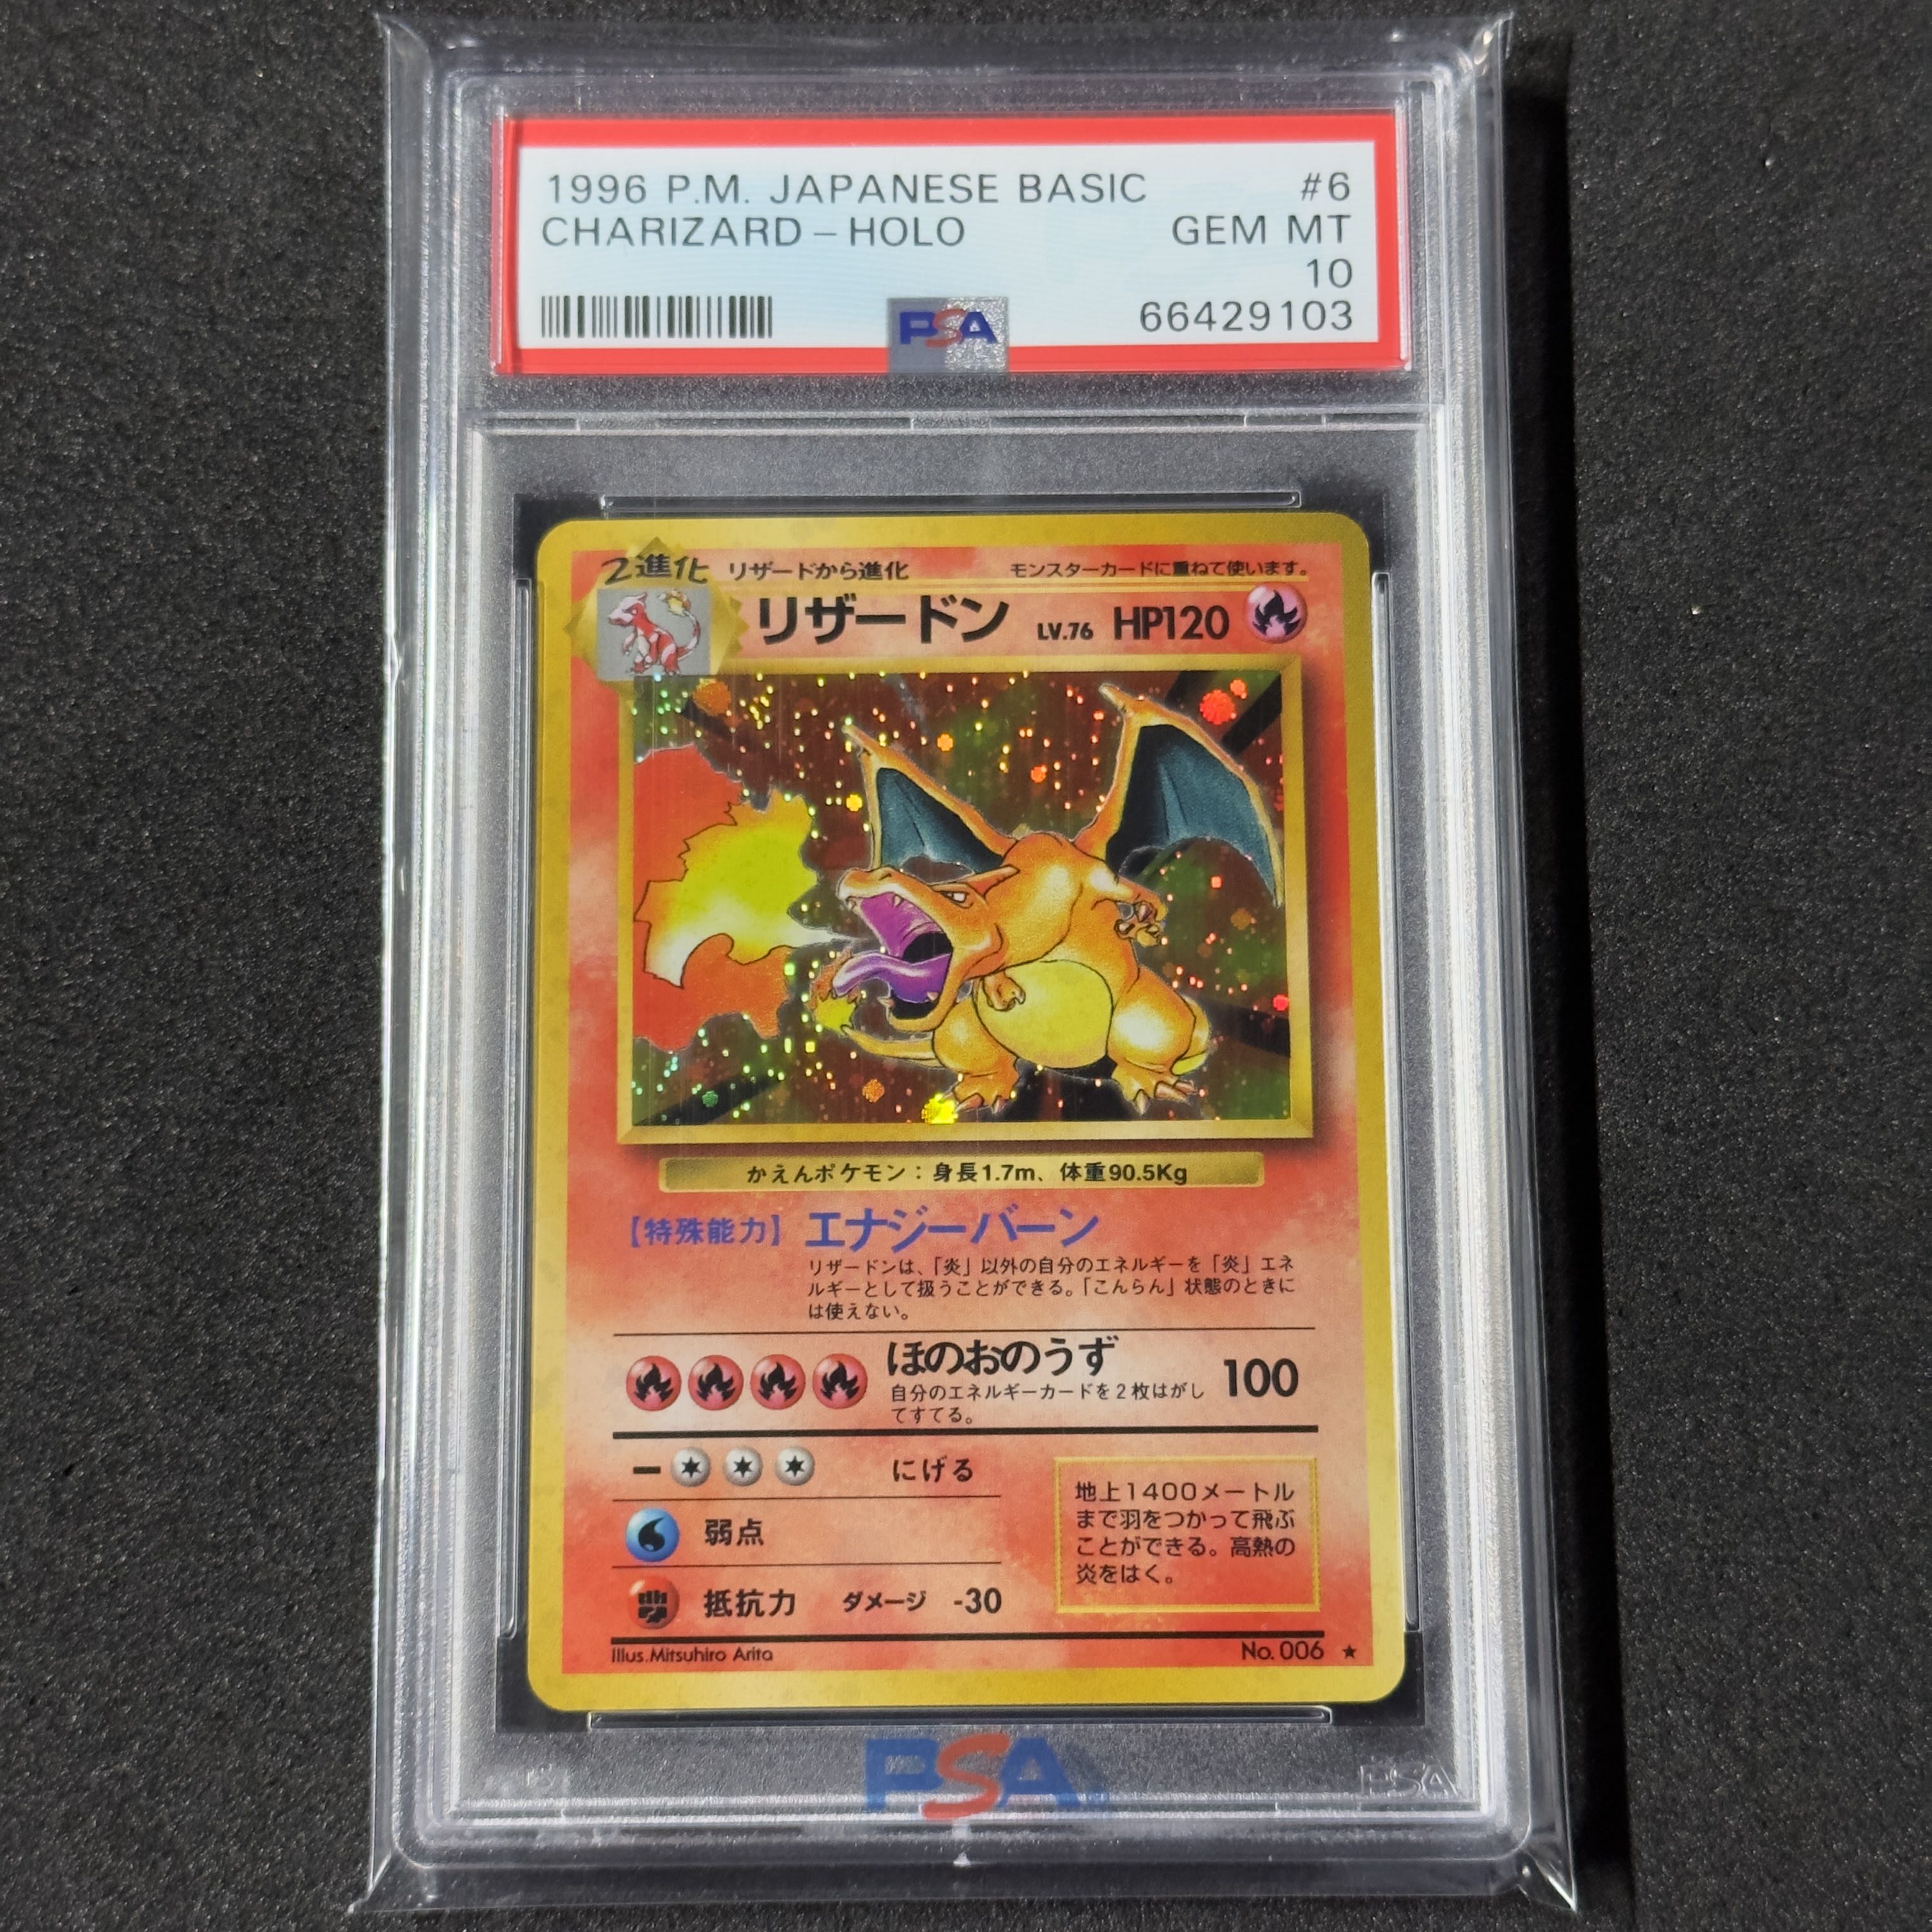 1996 P.M. JAPANESE BASIC #6
CHARIZARD – HOLO GEM MT
10
PSA 66429103
2進化 リザードから進化 モンスターカードに重ねて使います。
リザードン LV.76 HP120
かえんポケモン：身長1.7m、体重90.5Kg
【特殊能力】 エナジーバーン
リザードンは、「炎」以外の自分のエネルギーを「炎」エネ
ルギーとして扱うことができる。「こんらん」状態のときに
は使えない。
ほのおのうず 100
自分のエネルギーカードを2枚はがし
てすてる。
にげる
弱点
抵抗力 ダメージ -30
地上1400メートル
まで羽をつかって飛ぶ
ことができる。高熱の
炎をはく。
Illus.Mitsuhiro Arita No.006 ★
PSA
PSA